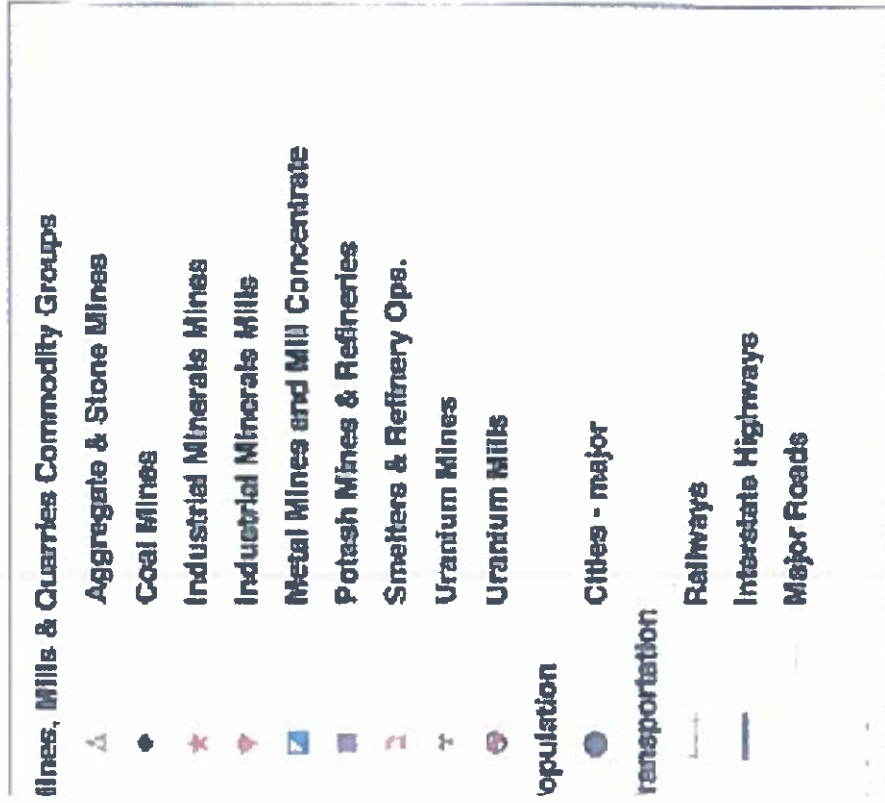 ines, Mills & Quarries Commodity Groups
Aggregate & Stone Mines
Coal Mines
Industrial Minerals Mines
Industrial Minerals Mills
Metal Mines and Mill Concentrate
Potash Mines & Refineries
Smelters & Refinery Ops.
Uranium Mines
Uranium Mills
opulation
Cities - major
ransportation
Railways
Interstate Highways
Major Roads